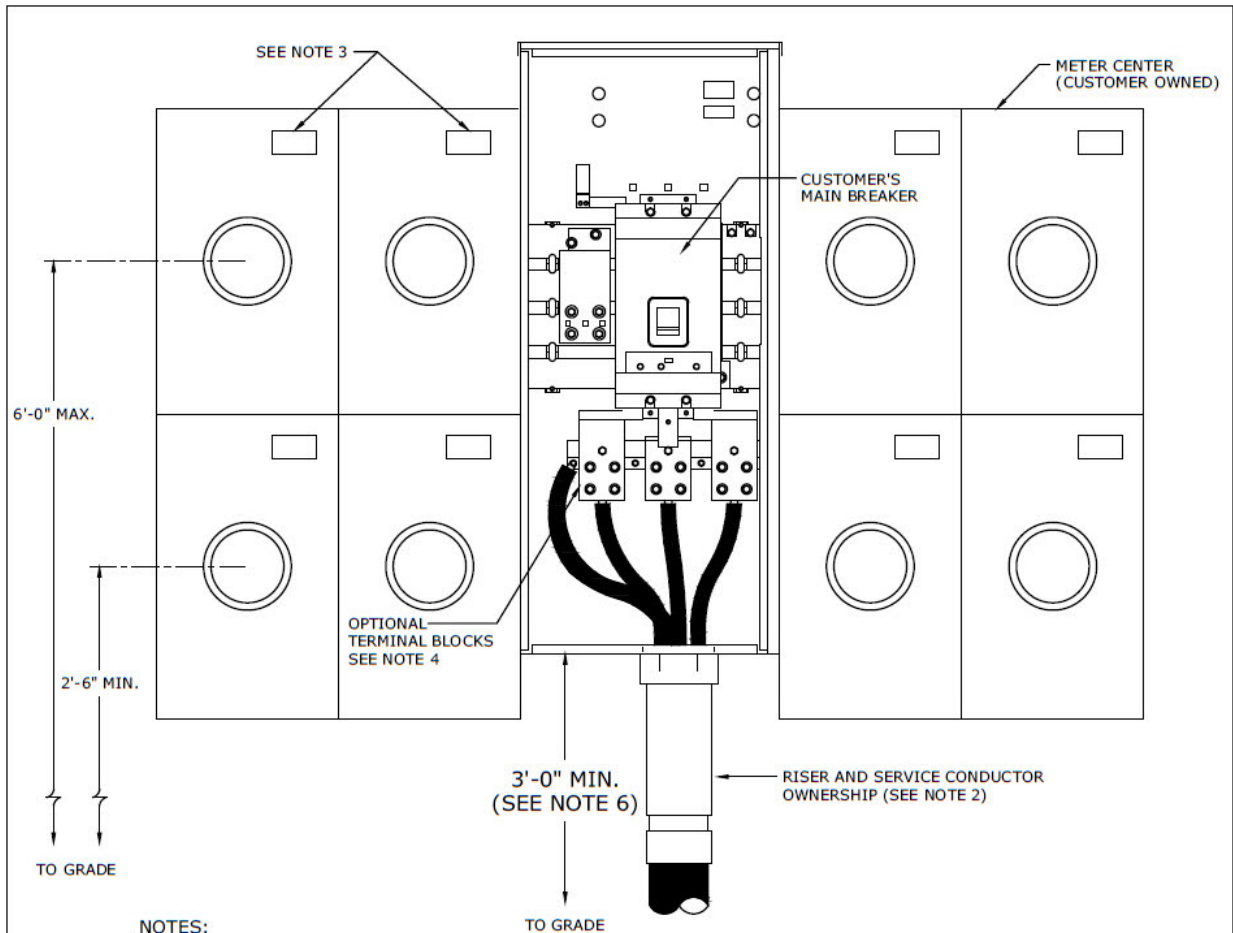 SEE NOTE 3
METER CENTER
(CUSTOMER OWNED)
CUSTOMER'S
MAIN BREAKER
6'-0" MAX.
OPTIONAL
TERMINAL BLOCKS
SEE NOTE 4
2'-6" MIN.
3'-0" MIN.
(SEE NOTE 6)
RISER AND SERVICE CONDUCTOR
OWNERSHIP (SEE NOTE 2)
TO GRADE
TO GRADE
NOTES: